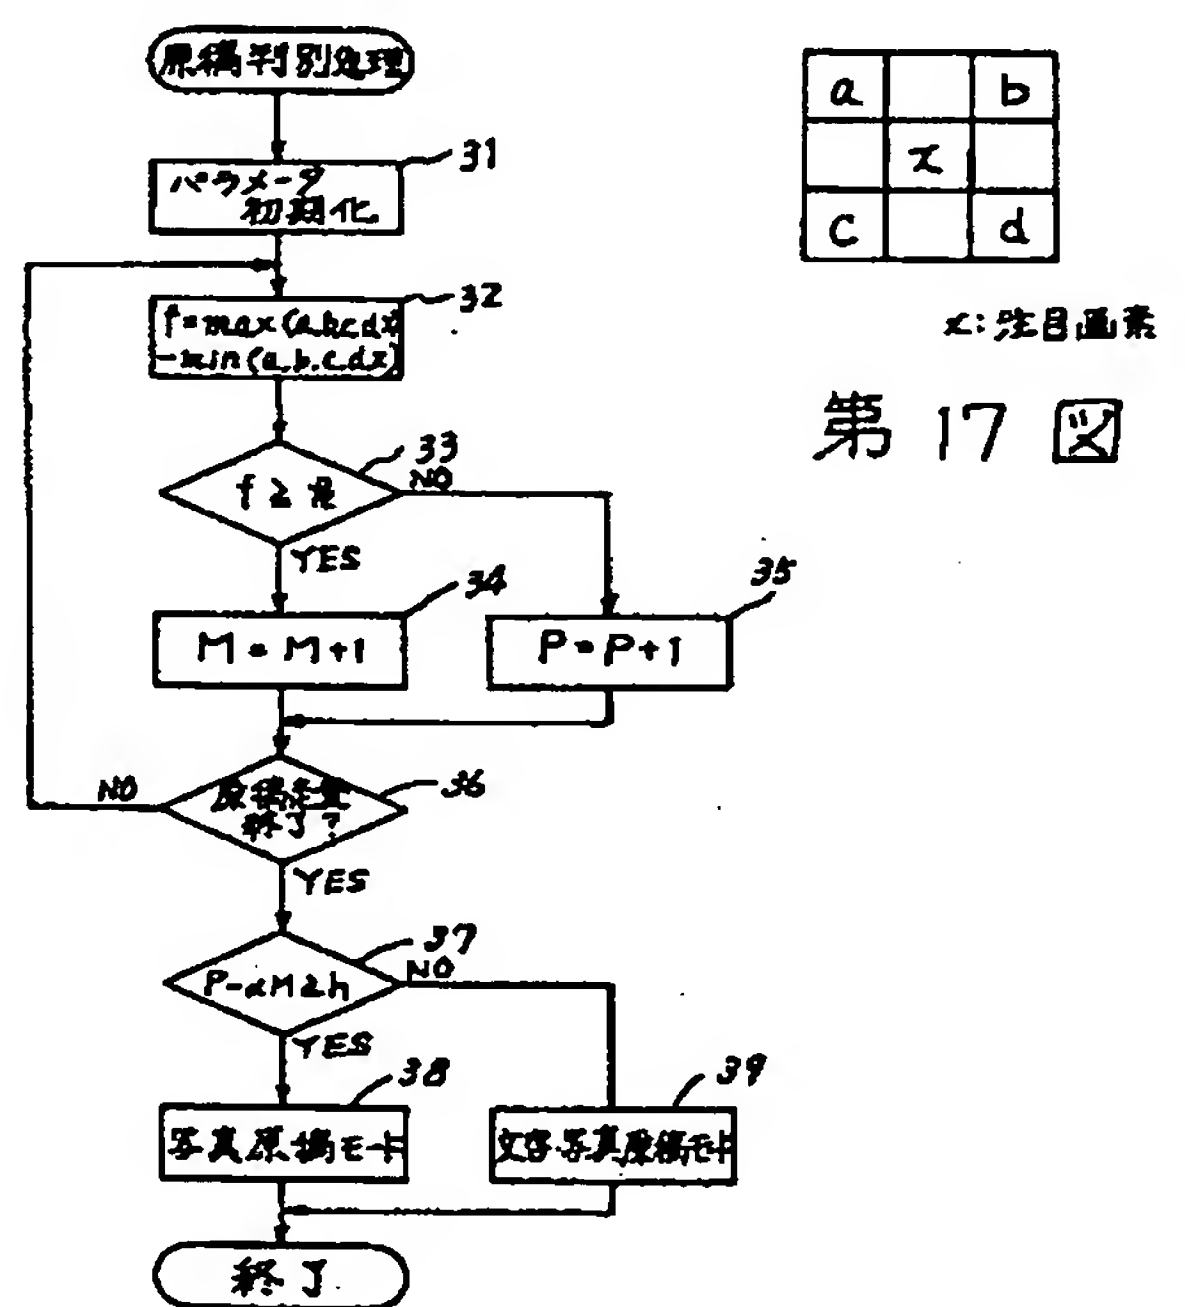 原稿判別処理
31
パラメータ
初期化
32
f=max(a.b.c.d.x)
-min(a.b.c.d.x)
33
f≥
NO
YES
34
M=M+1
35
P=P+1
36
原稿走査
終了?
NO
YES
37
P-αM≥h
NO
YES
38
写真原稿モード
39
文字・写真原稿モード
終了
a
b
x
c
d
x:注目画素
第17図